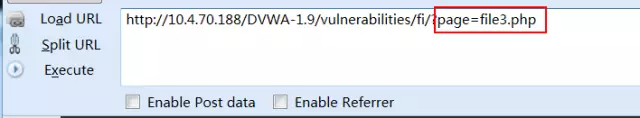 Load URL
http://10.4.70.188/DVWA-1.9/vulnerabilities/fi/?page=file3.php
Split URL
Execute
Enable Post data
Enable Referrer